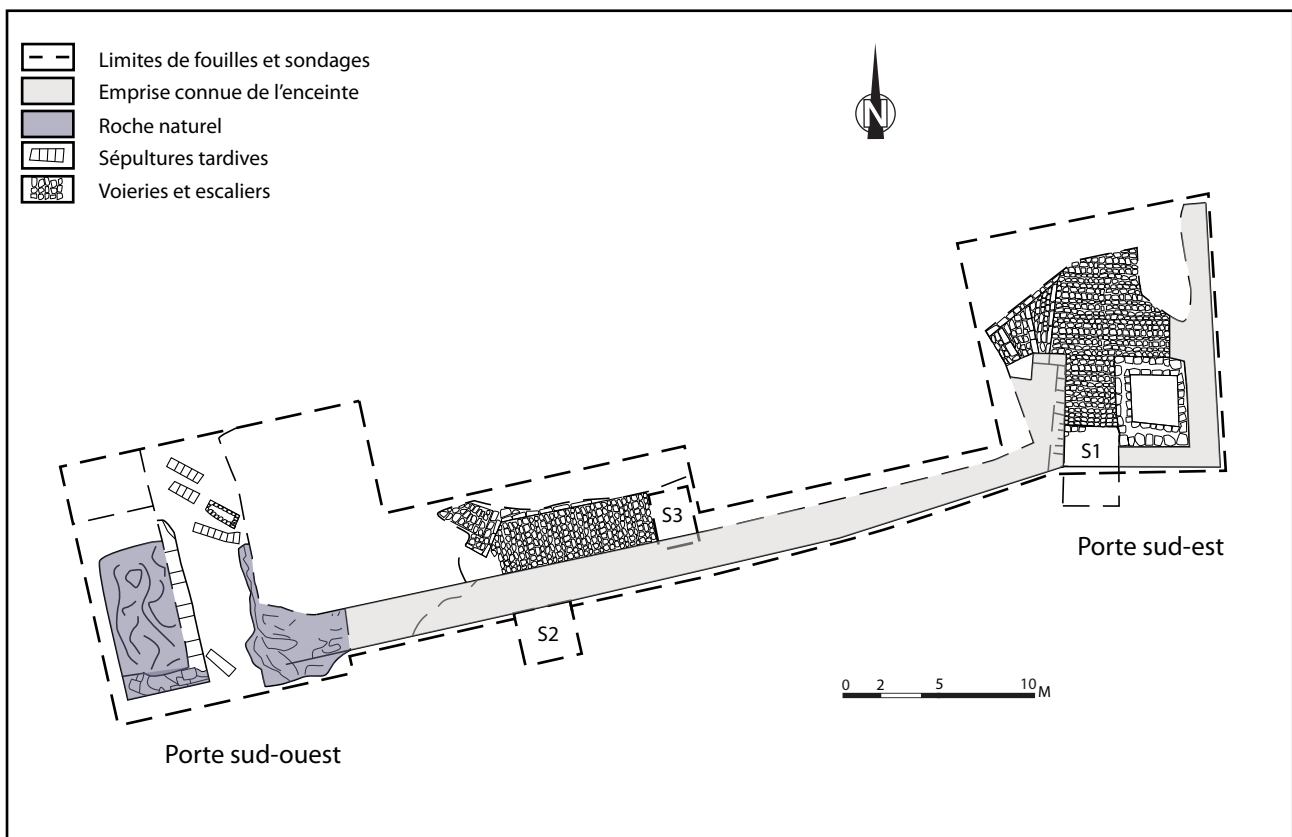 Limites de fouilles et sondages
Emprise connue de l'enceinte
Roche naturel
Sépultures tardives
Voieries et escaliers
N
S1
S3
Porte sud-est
S2
0 2 5 10 M
Porte sud-ouest